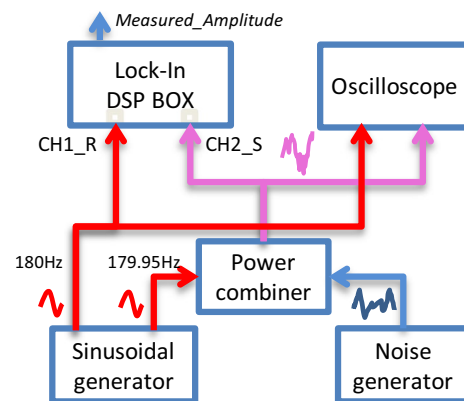 Measured_Amplitude
Lock-In
DSP BOX
Oscilloscope
CH1_R
CH2_S
180Hz
179.95Hz
Power
combiner
Sinusoidal
generator
Noise
generator